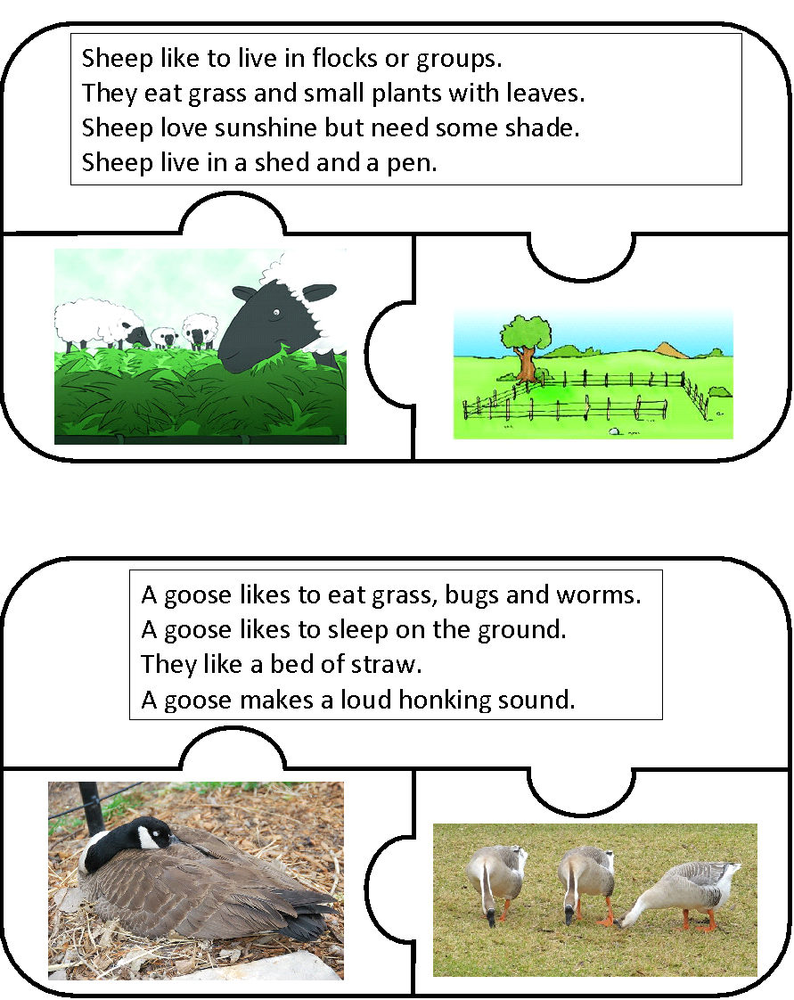 Sheep like to live in flocks or groups.
They eat grass and small plants with leaves.
Sheep love sunshine but need some shade.
Sheep live in a shed and a pen.
A goose likes to eat grass, bugs and worms.
A goose likes to sleep on the ground.
They like a bed of straw.
A goose makes a loud honking sound.